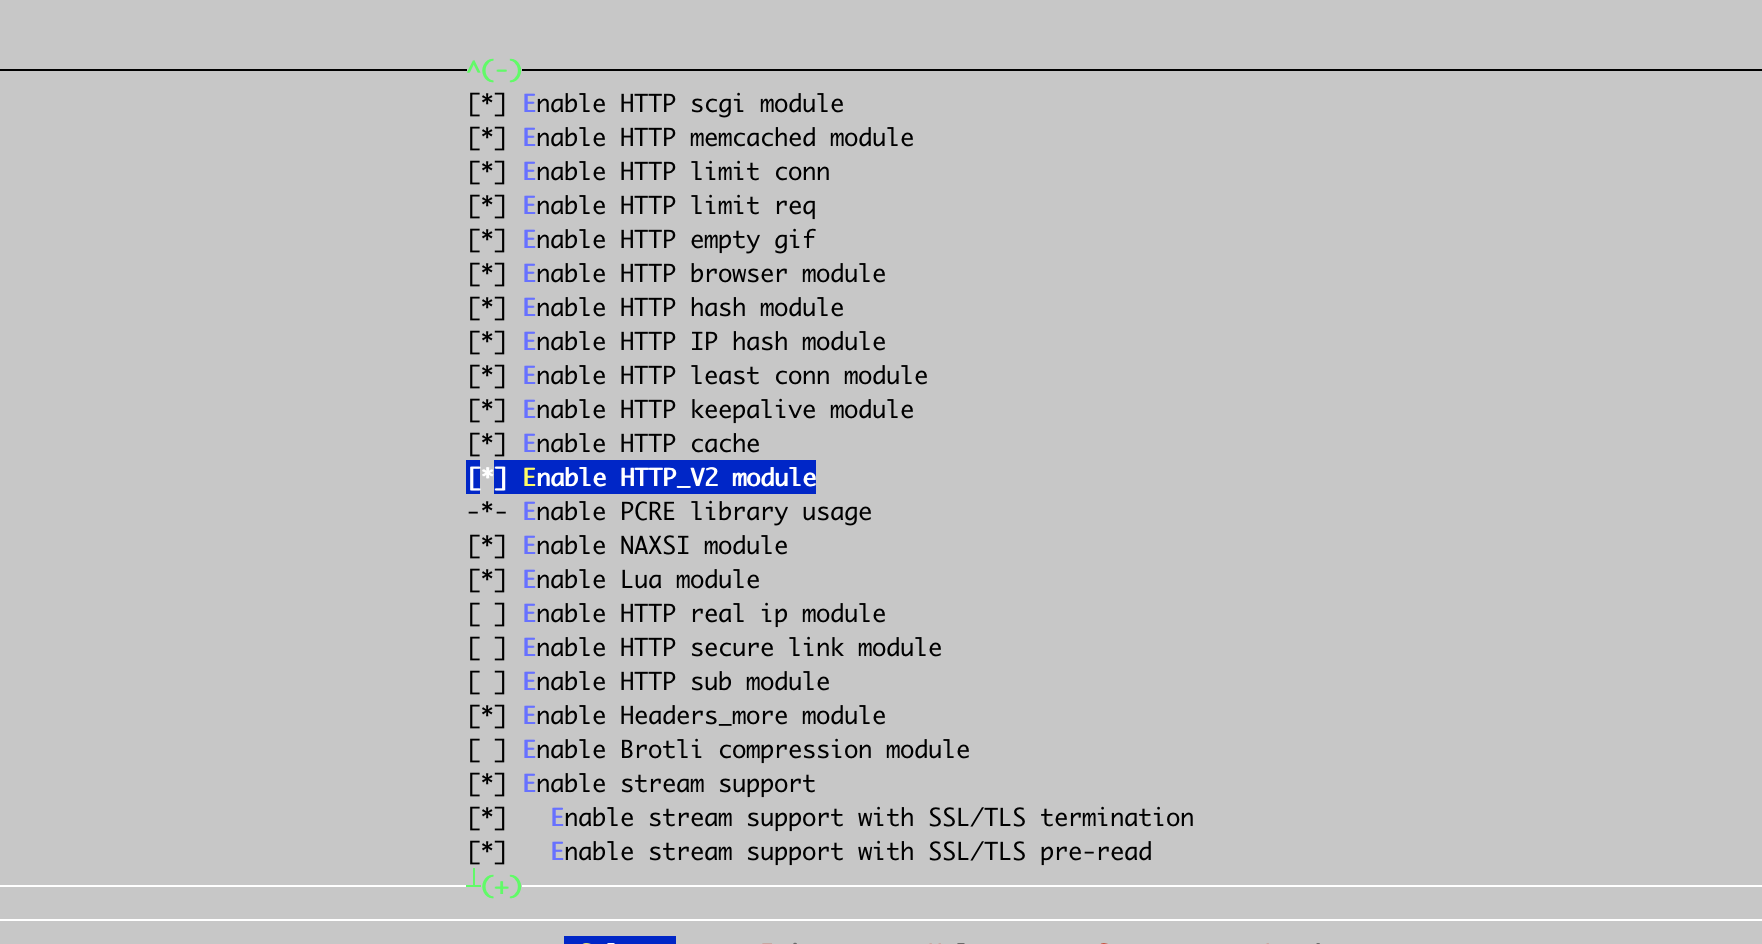 ^(-)
[*] Enable HTTP scgi module
[*] Enable HTTP memcached module
[*] Enable HTTP limit conn
[*] Enable HTTP limit req
[*] Enable HTTP empty gif
[*] Enable HTTP browser module
[*] Enable HTTP hash module
[*] Enable HTTP IP hash module
[*] Enable HTTP least conn module
[*] Enable HTTP keepalive module
[*] Enable HTTP cache
[*] Enable HTTP_V2 module
-*- Enable PCRE library usage
[*] Enable NAXSI module
[*] Enable Lua module
[ ] Enable HTTP real ip module
[ ] Enable HTTP secure link module
[ ] Enable HTTP sub module
[*] Enable Headers_more module
[ ] Enable Brotli compression module
[*] Enable stream support
[*]   Enable stream support with SSL/TLS termination
[*]   Enable stream support with SSL/TLS pre-read
┴(+)